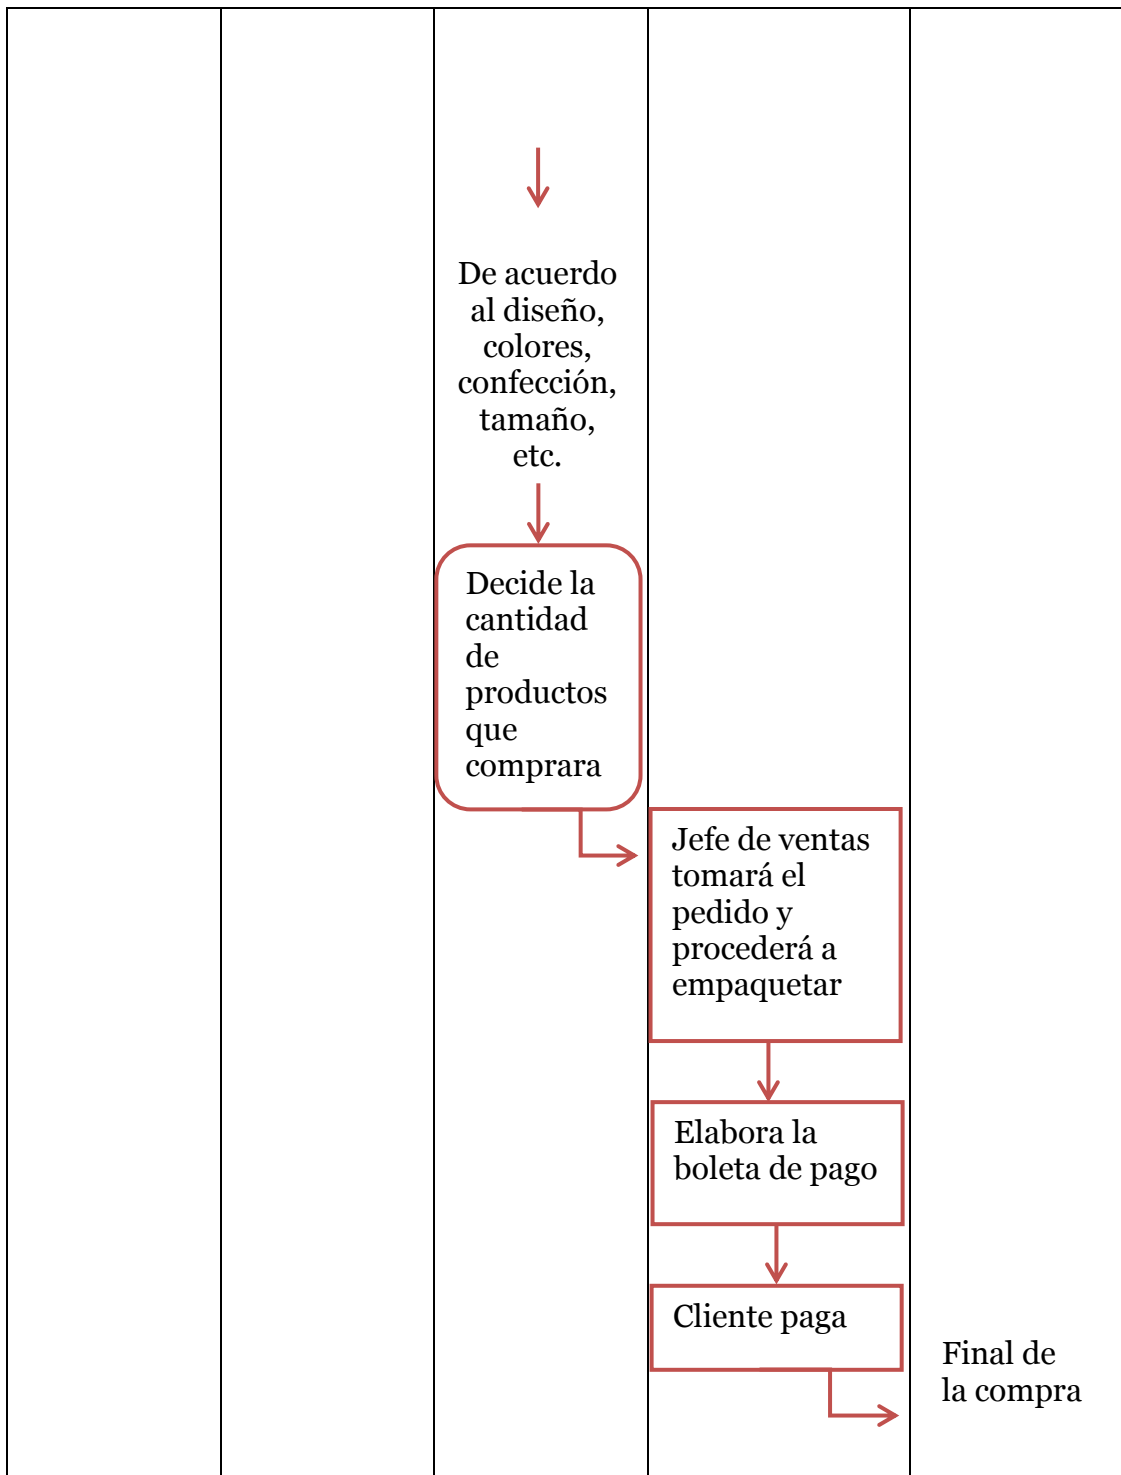 De acuerdo
al diseño,
colores,
confección,
tamaño,
etc.
Decide la
cantidad
de
productos
que
comprara
Jefe de ventas
tomará el
pedido y
procederá a
empaquetar
Elabora la
boleta de pago
Cliente paga
Final de
la compra